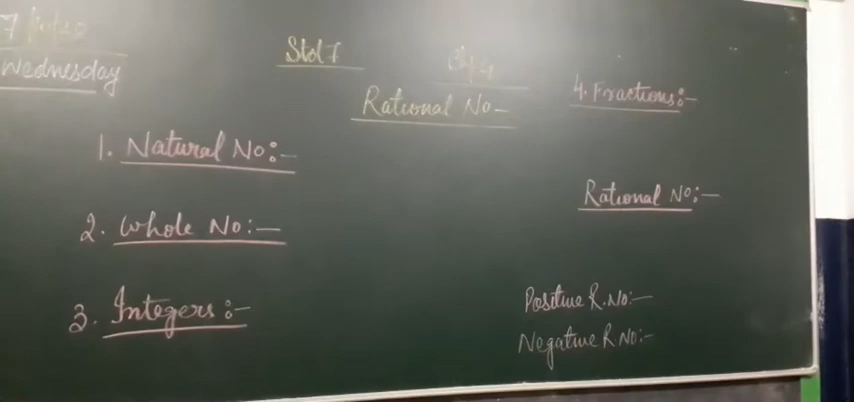 Wednesday
Std 7
Rational No-
1. Natural No:-
2. Whole No:-
3. Integers:-
4. Fractions:-
Rational No:-
Positive R.No:-
Negative R No:-